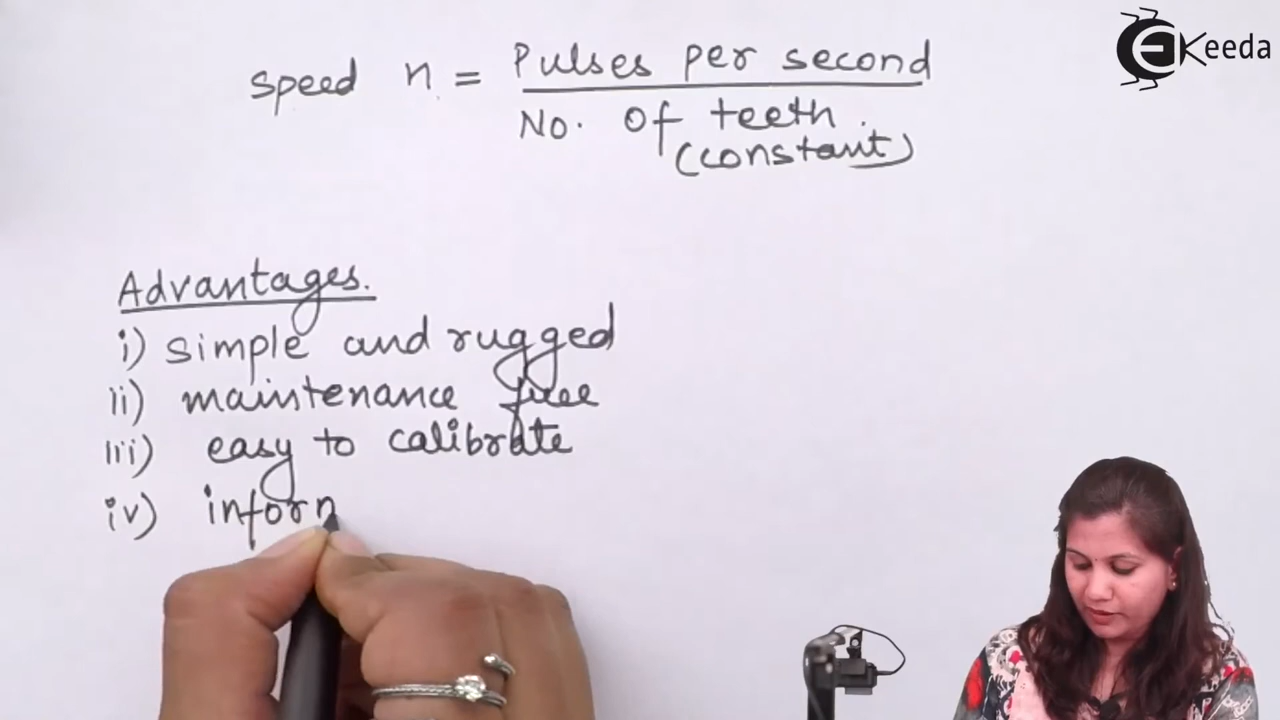 Speed n = Pulses per second
No. of teeth.
(constant)
Advantages.
i) simple and rugged
ii) maintenance free
iii) easy to calibrate
iv) inforn
EKeeda